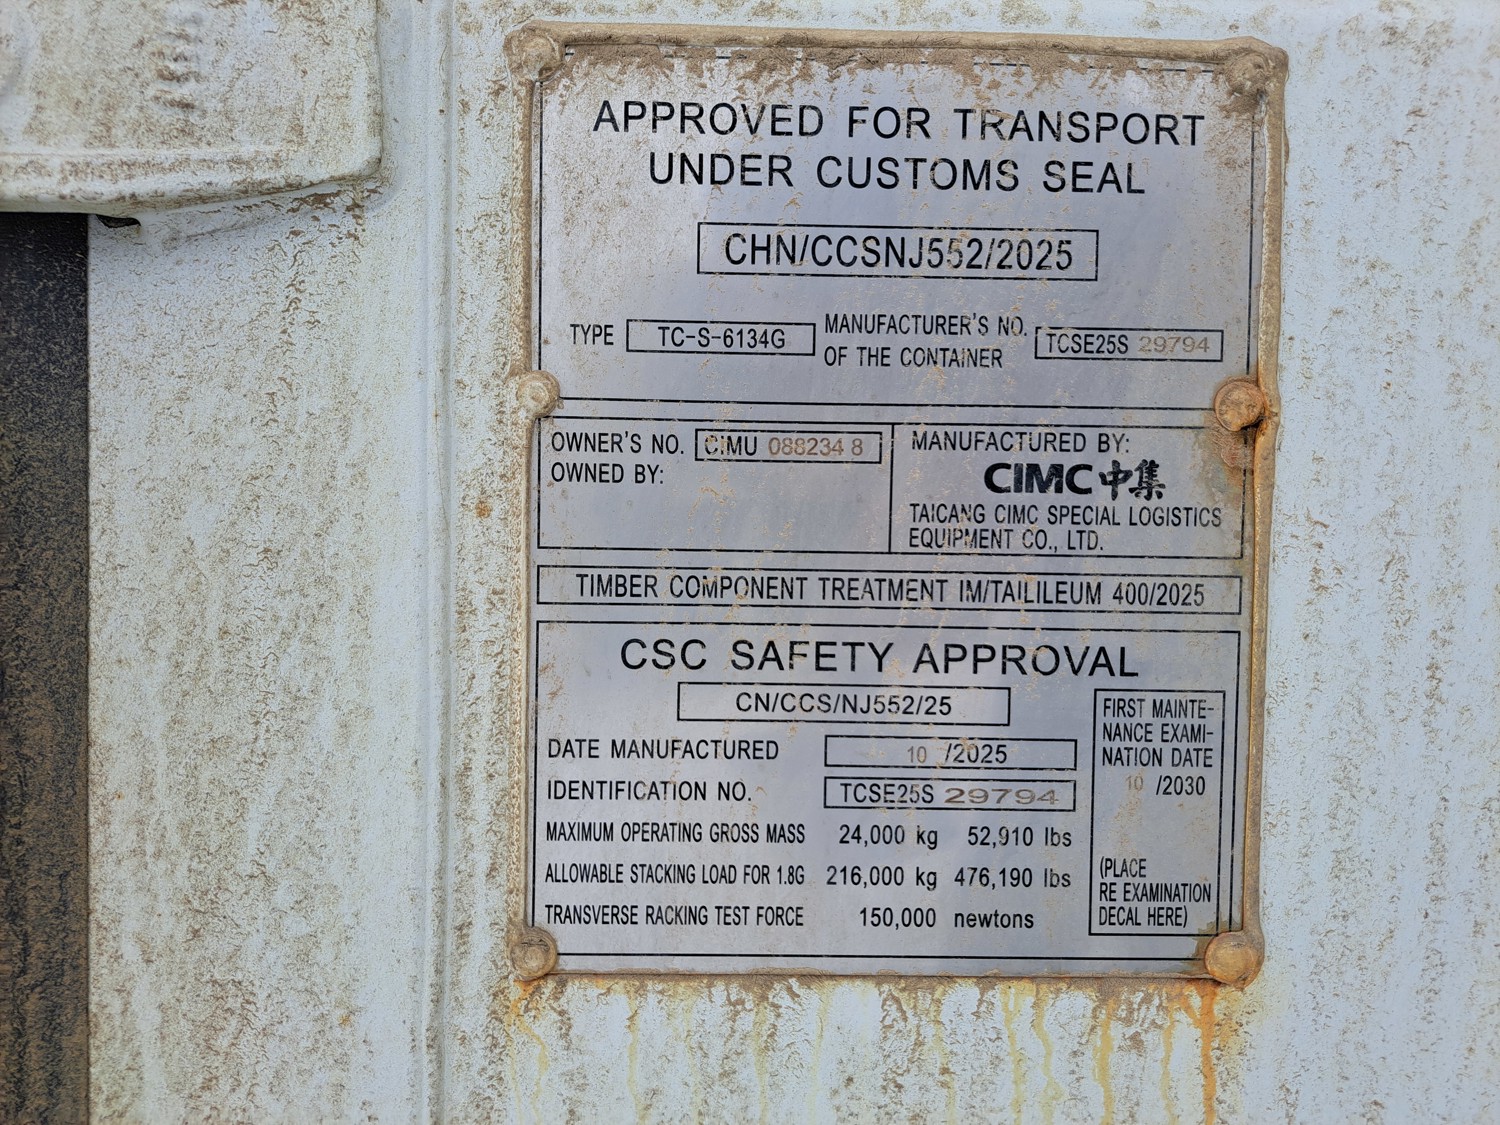 APPROVED FOR TRANSPORT
UNDER CUSTOMS SEAL
CHN/CCSNJ552/2025
TYPE TC-S-6134G MANUFACTURER'S NO. OF THE CONTAINER TCSE25S 29794
OWNER'S NO. CIMU 088234 8
OWNED BY:
MANUFACTURED BY:
CIMC 中集
TAICANG CIMC SPECIAL LOGISTICS
EQUIPMENT CO., LTD.
TIMBER COMPONENT TREATMENT IM/TAILILEUM 400/2025
CSC SAFETY APPROVAL
CN/CCS/NJ552/25
DATE MANUFACTURED 10 /2025
IDENTIFICATION NO. TCSE25S 29794
MAXIMUM OPERATING GROSS MASS 24,000 kg 52,910 lbs
ALLOWABLE STACKING LOAD FOR 1.8G 216,000 kg 476,190 lbs
TRANSVERSE RACKING TEST FORCE 150,000 newtons
FIRST MAINTE-
NANCE EXAMI-
NATION DATE
10 /2030
(PLACE
RE EXAMINATION
DECAL HERE)